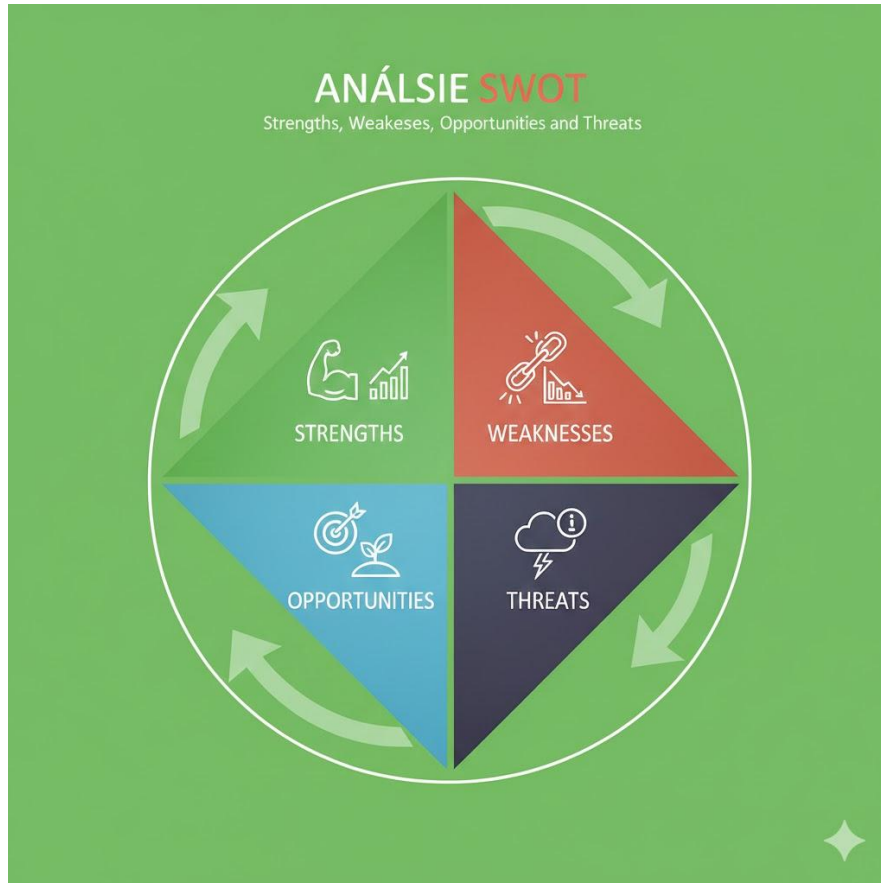 ANÁLSIE SWOT
Strengths, Weakeses, Opportunities and Threats
STRENGTHS
WEAKNESSES
OPPORTUNITIES
THREATS